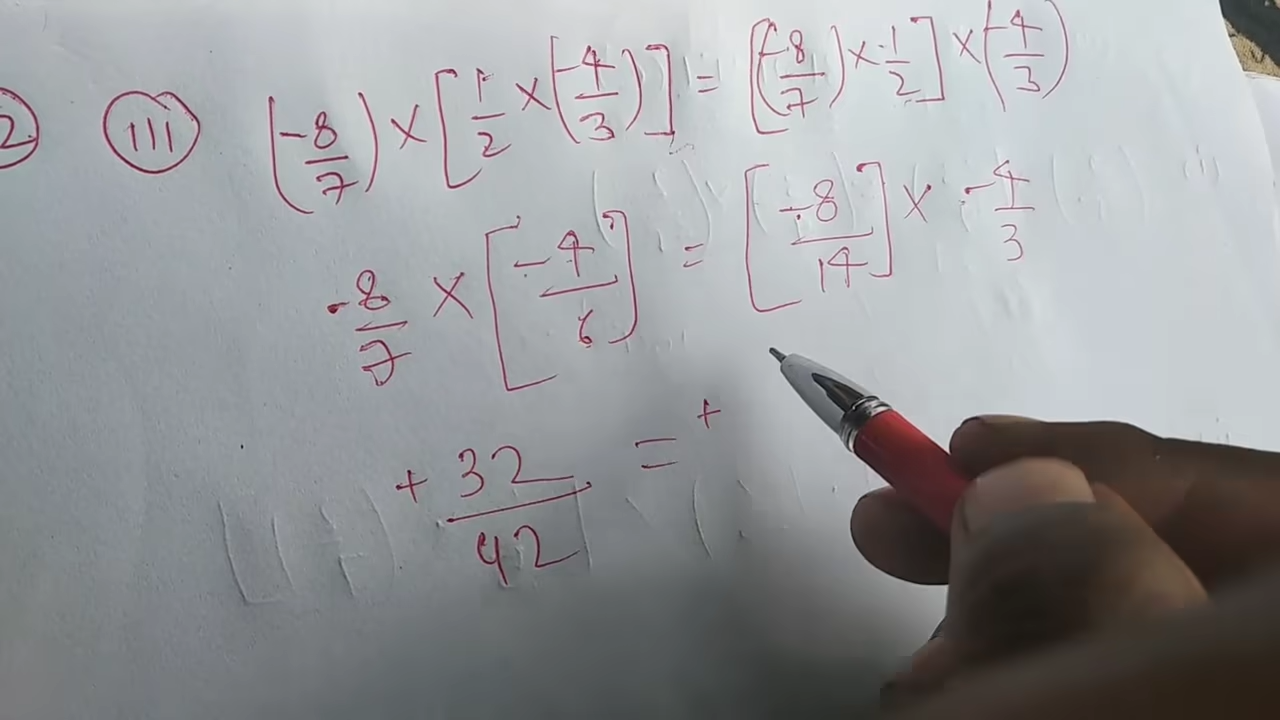 2 (iii) (-8/7) × [1/2 × (-4/3)] = [(-8/7) × 1/2] × (-4/3)
-8/7 × [-4/6] = [-8/14] × -4/3
+ 32/42 = +